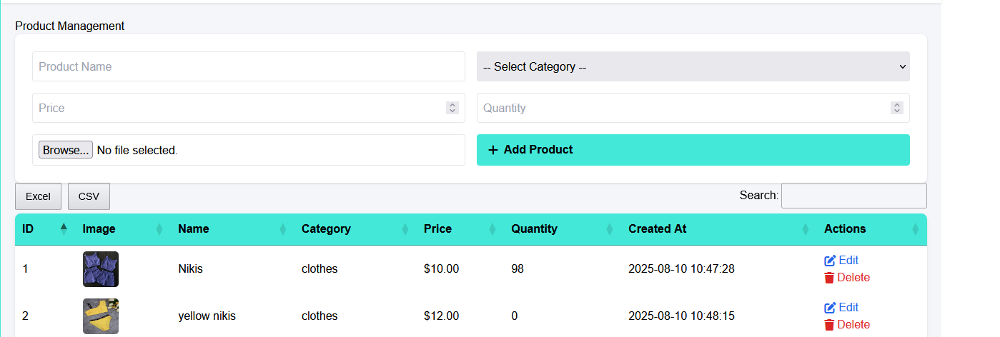 Product Management
Product Name
-- Select Category --
Price
Quantity
Browse... No file selected.
+ Add Product
Excel CSV Search:
ID Image Name Category Price Quantity Created At Actions
1 Nikis clothes $10.00 98 2025-08-10 10:47:28 Edit
Delete
2 yellow nikis clothes $12.00 0 2025-08-10 10:48:15 Edit
Delete